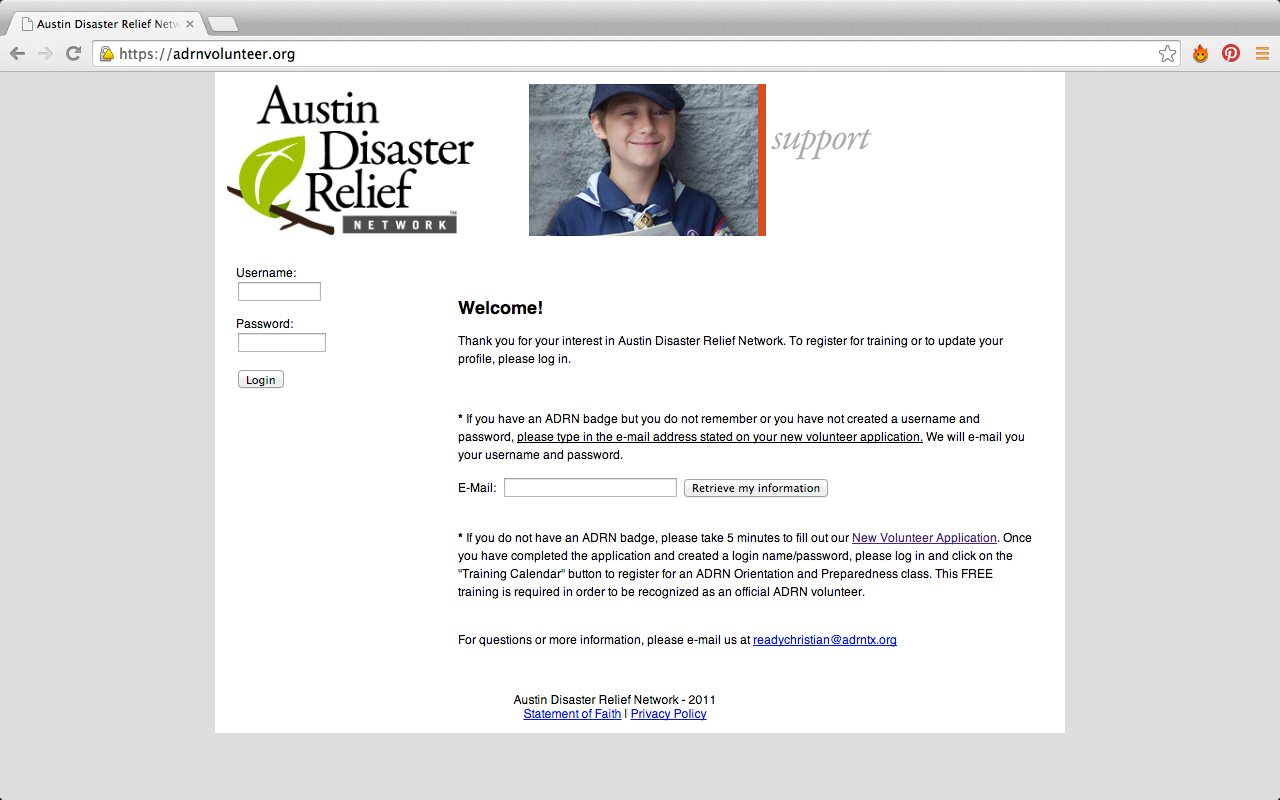 Austin Disaster Relief Netw
https://adrnvolunteer.org
Austin
Disaster
Relief
NETWORK™
support
Username:
Password:
Login
Welcome!
Thank you for your interest in Austin Disaster Relief Network. To register for training or to update your
profile, please log in.
* If you have an ADRN badge but you do not remember or you have not created a username and
password, please type in the e-mail address stated on your new volunteer application. We will e-mail you
your username and password.
E-Mail: Retrieve my information
* If you do not have an ADRN badge, please take 5 minutes to fill out our New Volunteer Application. Once
you have completed the application and created a login name/password, please log in and click on the
"Training Calendar" button to register for an ADRN Orientation and Preparedness class. This FREE
training is required in order to be recognized as an official ADRN volunteer.
For questions or more information, please e-mail us at readychristian@adrntx.org
Austin Disaster Relief Network - 2011
Statement of Faith | Privacy Policy